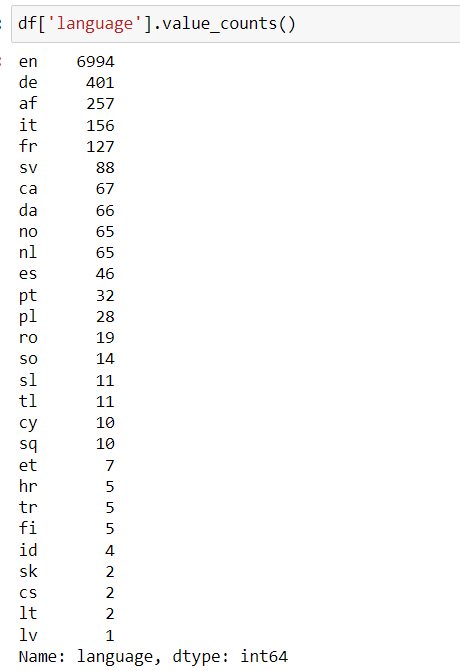 df['language'].value_counts()
en 6994
de 401
af 257
it 156
fr 127
sv 88
ca 67
da 66
no 65
nl 65
es 46
pt 32
pl 28
ro 19
so 14
sl 11
tl 11
cy 10
sq 10
et 7
hr 5
tr 5
fi 5
id 4
sk 2
cs 2
lt 2
lv 1
Name: language, dtype: int64